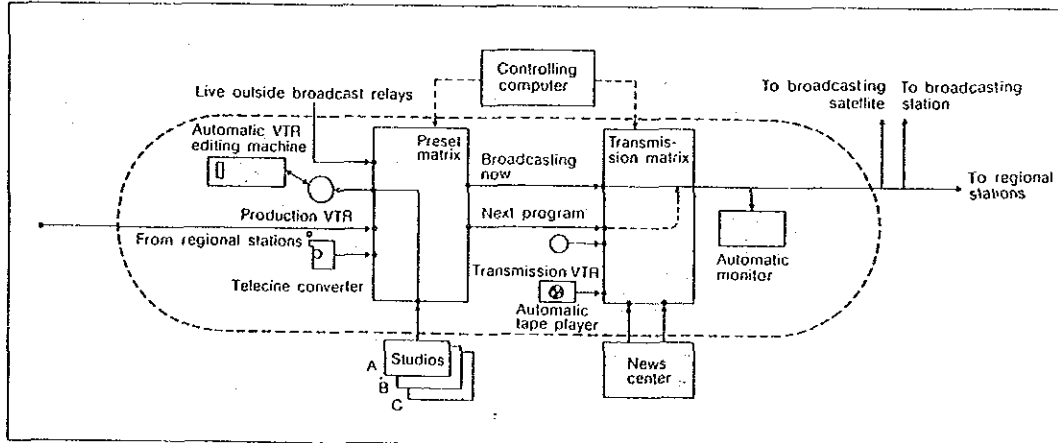 Controlling
computer
To broadcasting
satellite
To broadcasting
station
Live outside broadcast relays
Automatic VTR
editing machine
Preset
matrix
Broadcasting
now
Transmis-
sion matrix
To regional
stations
Production VTR
Next program
From regional stations
Automatic
monitor
Telecine converter
Transmission VTR
Automatic
tape player
Studios
A
B
C
News
center